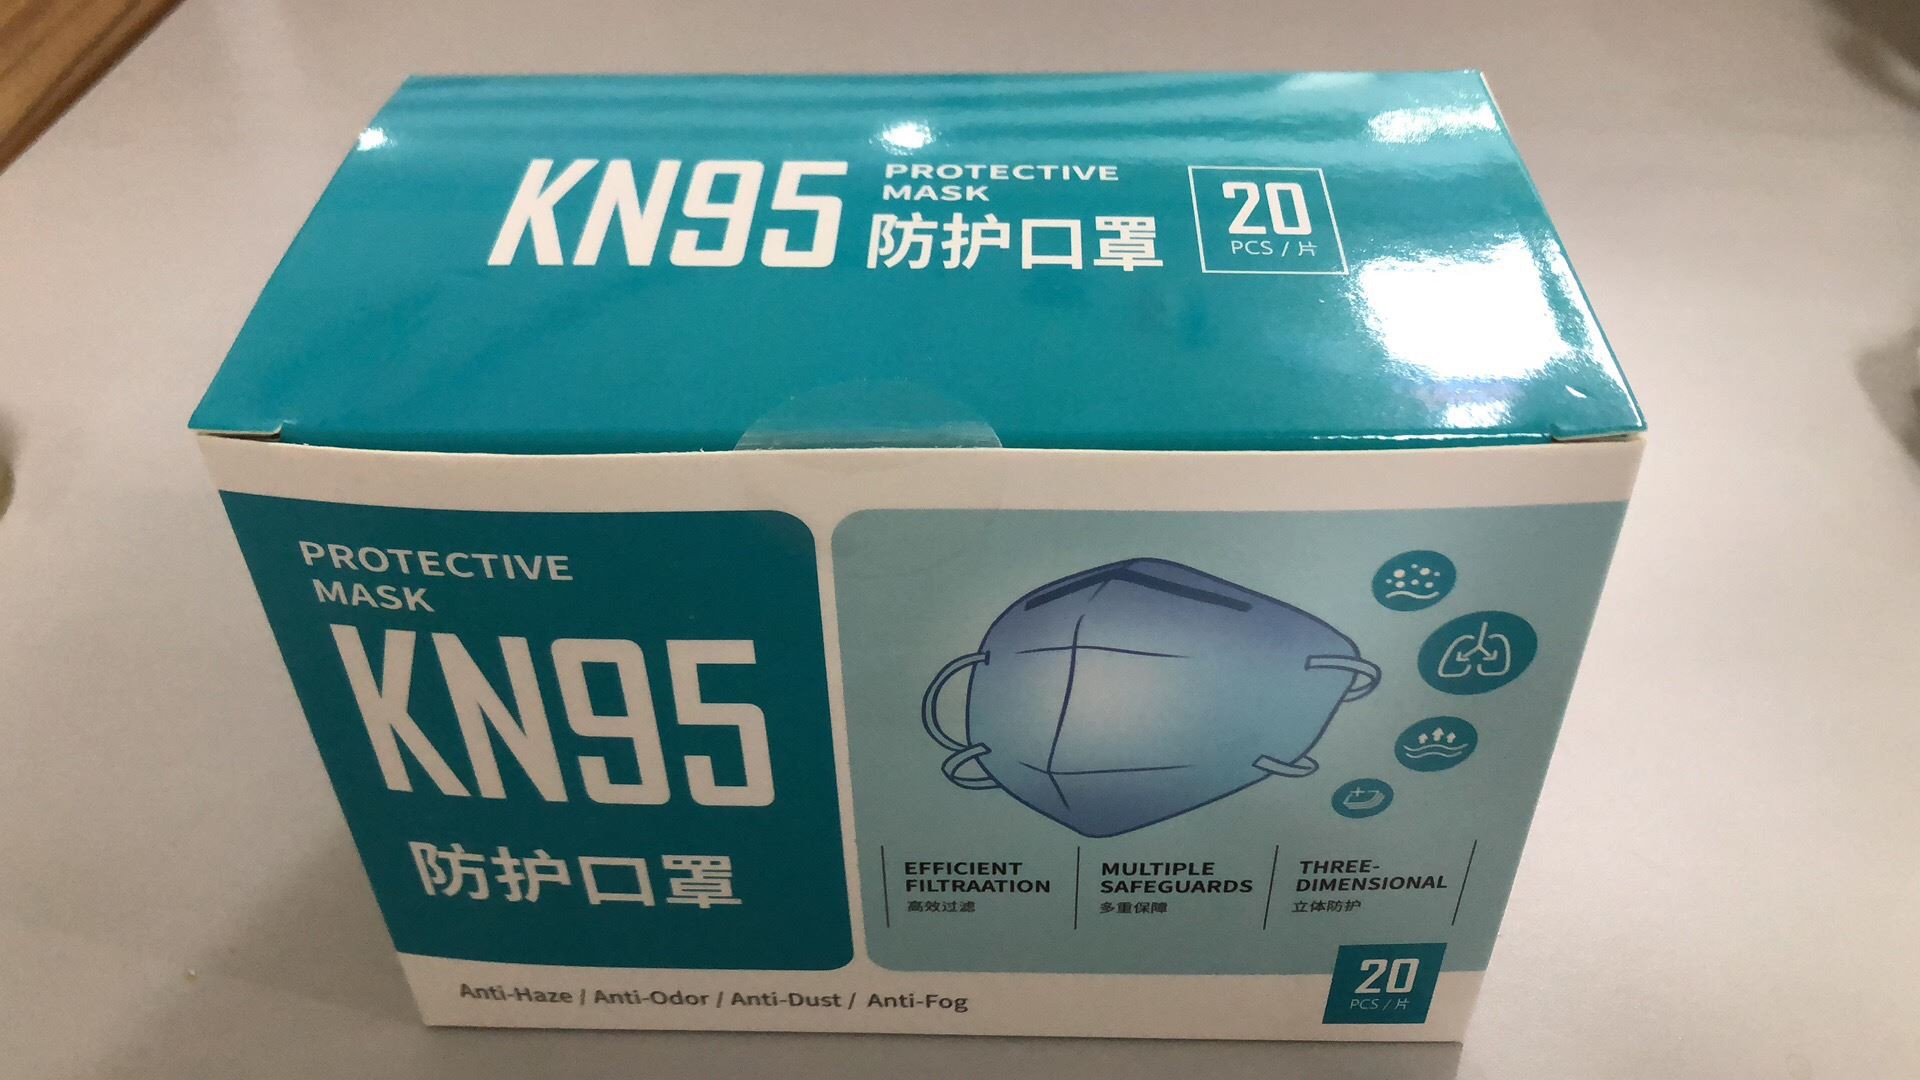 KN95
PROTECTIVE
MASK
防护口罩
20
PCS / 片
PROTECTIVE
MASK
KN95
防护口罩
EFFICIENT
FILTRAATION
高效过滤
MULTIPLE
SAFEGUARDS
多重保障
THREE-
DIMENSIONAL
立体防护
Anti-Haze / Anti-Odor / Anti-Dust / Anti-Fog
20
PCS / 片